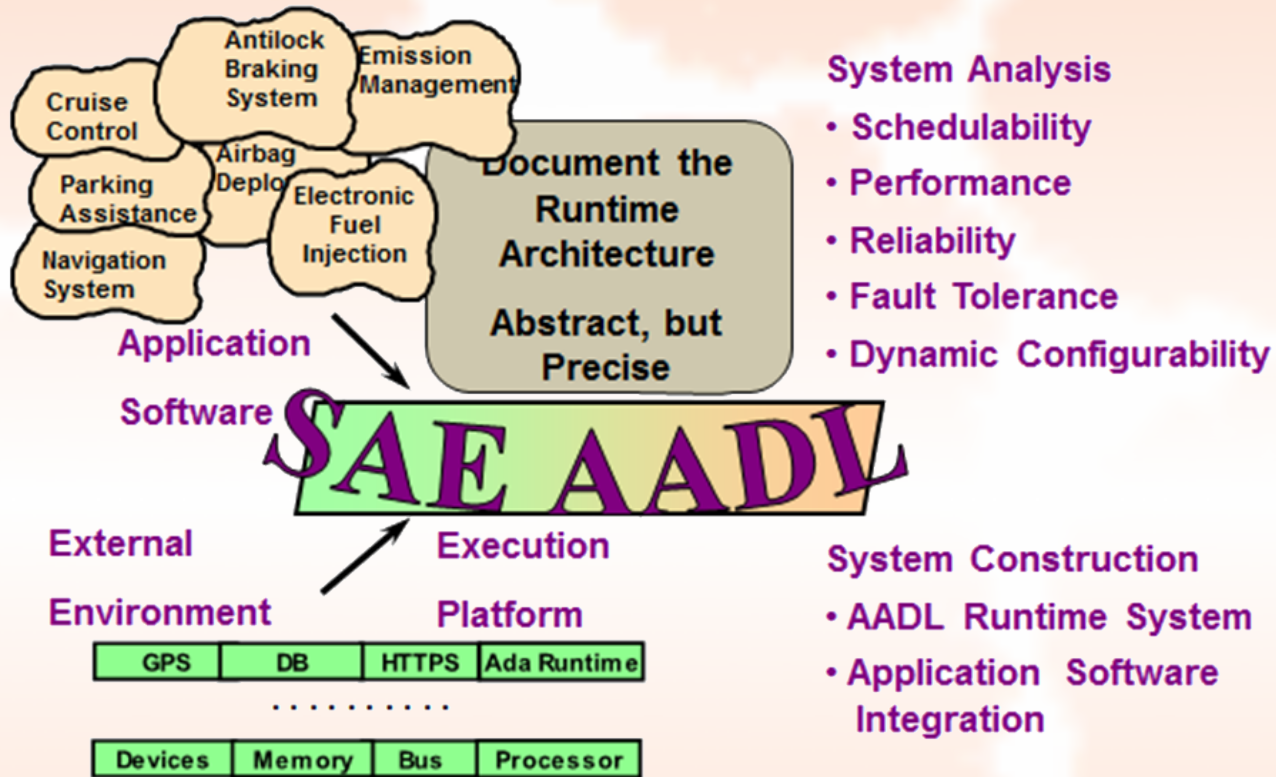 Antilock
Braking
System
Emission
Management
Cruise
Control
Airbag
Parking
Assistance
Electronic
Fuel
Injection
Navigation
System
Application
Software
Document the
Runtime
Architecture
Abstract, but
Precise
SAE AADL
External
Environment
Execution
Platform
GPS DB HTTPS Ada Runtime
. . . . . . . . . .
Devices Memory Bus Processor
System Analysis
• Schedulability
• Performance
• Reliability
• Fault Tolerance
• Dynamic Configurability
System Construction
• AADL Runtime System
• Application Software
Integration